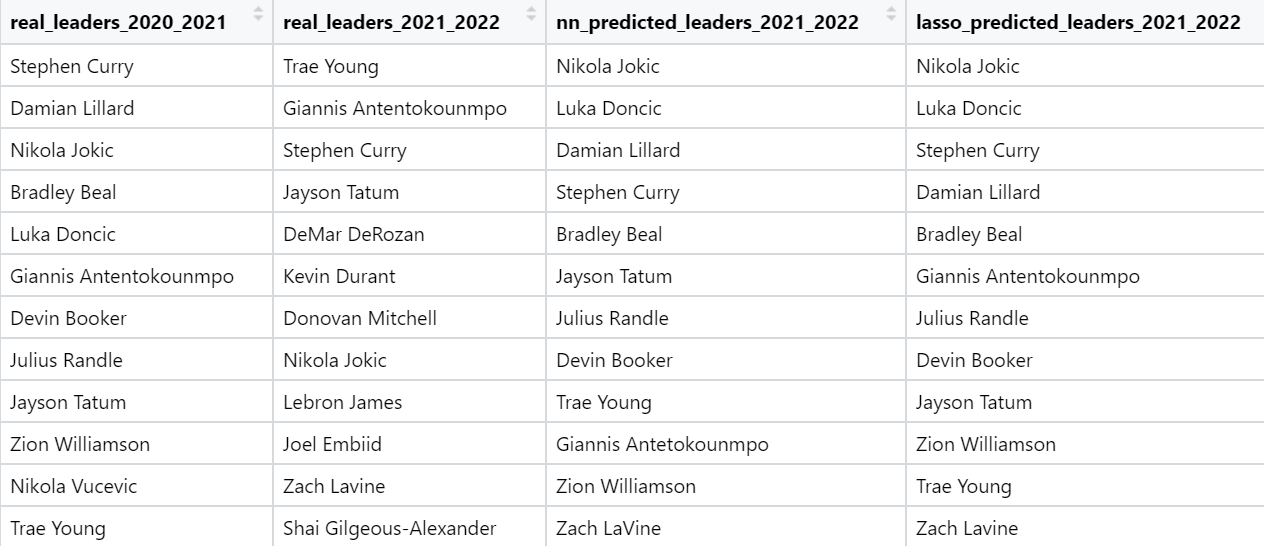 real_leaders_2020_2021 real_leaders_2021_2022 nn_predicted_leaders_2021_2022 lasso_predicted_leaders_2021_2022
Stephen Curry Trae Young Nikola Jokic Nikola Jokic
Damian Lillard Giannis Antentokounmpo Luka Doncic Luka Doncic
Nikola Jokic Stephen Curry Damian Lillard Stephen Curry
Bradley Beal Jayson Tatum Stephen Curry Damian Lillard
Luka Doncic DeMar DeRozan Bradley Beal Bradley Beal
Giannis Antentokounmpo Kevin Durant Jayson Tatum Giannis Antentokounmpo
Devin Booker Donovan Mitchell Julius Randle Julius Randle
Julius Randle Nikola Jokic Devin Booker Devin Booker
Jayson Tatum Lebron James Trae Young Jayson Tatum
Zion Williamson Joel Embiid Giannis Antetokounmpo Zion Williamson
Nikola Vucevic Zach Lavine Zion Williamson Trae Young
Trae Young Shai Gilgeous-Alexander Zach LaVine Zach Lavine